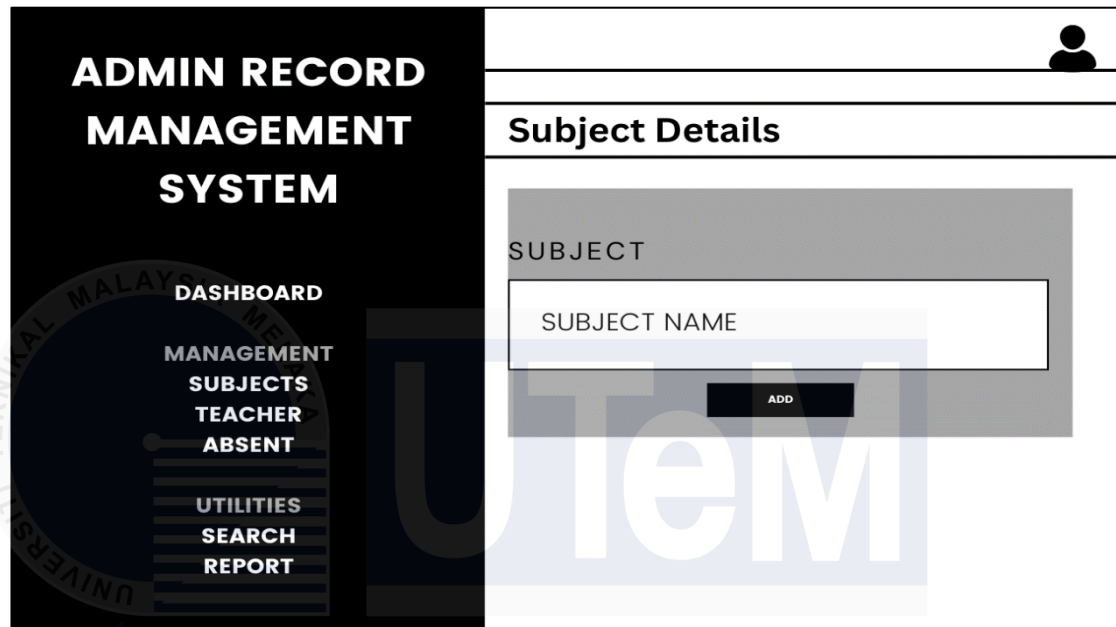 ADMIN RECORD
MANAGEMENT
SYSTEM
DASHBOARD
MANAGEMENT
SUBJECTS
TEACHER
ABSENT
UTILITIES
SEARCH
REPORT
Subject Details
SUBJECT
SUBJECT NAME
ADD
UTeM